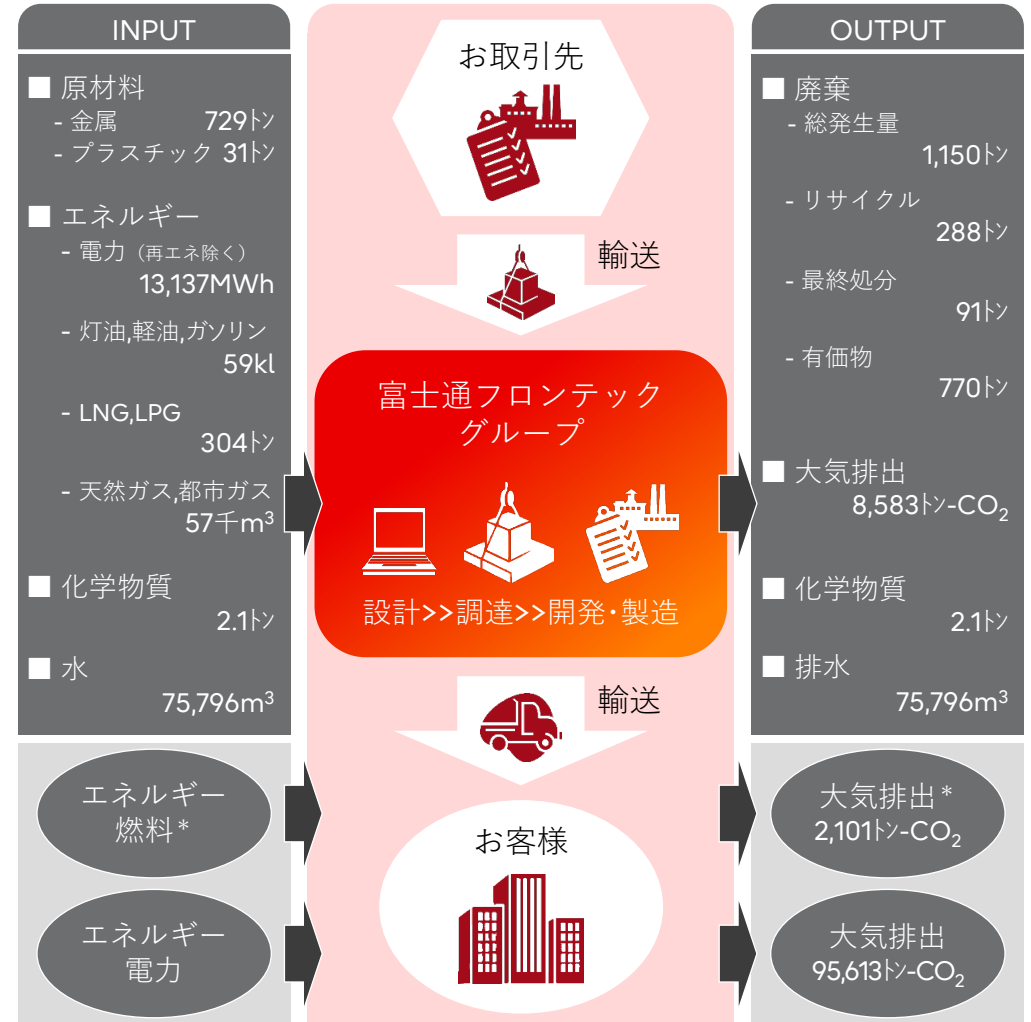 INPUT
■ 原材料
- 金属 729トン
- プラスチック 31トン
■ エネルギー
- 電力（再エネ除く）
13,137MWh
- 灯油,軽油,ガソリン
59kl
- LNG,LPG
304トン
- 天然ガス,都市ガス
57千m³
■ 化学物質
2.1トン
■ 水
75,796m³
エネルギー
燃料*
エネルギー
電力
お取引先
輸送
富士通フロンテック
グループ
設計>>調達>>開発・製造
輸送
お客様
OUTPUT
■ 廃棄
- 総発生量
1,150トン
- リサイクル
288トン
- 最終処分
91トン
- 有価物
770トン
■ 大気排出
8,583トン-CO₂
■ 化学物質
2.1トン
■ 排水
75,796m³
大気排出*
2,101トン-CO₂
大気排出
95,613トン-CO₂